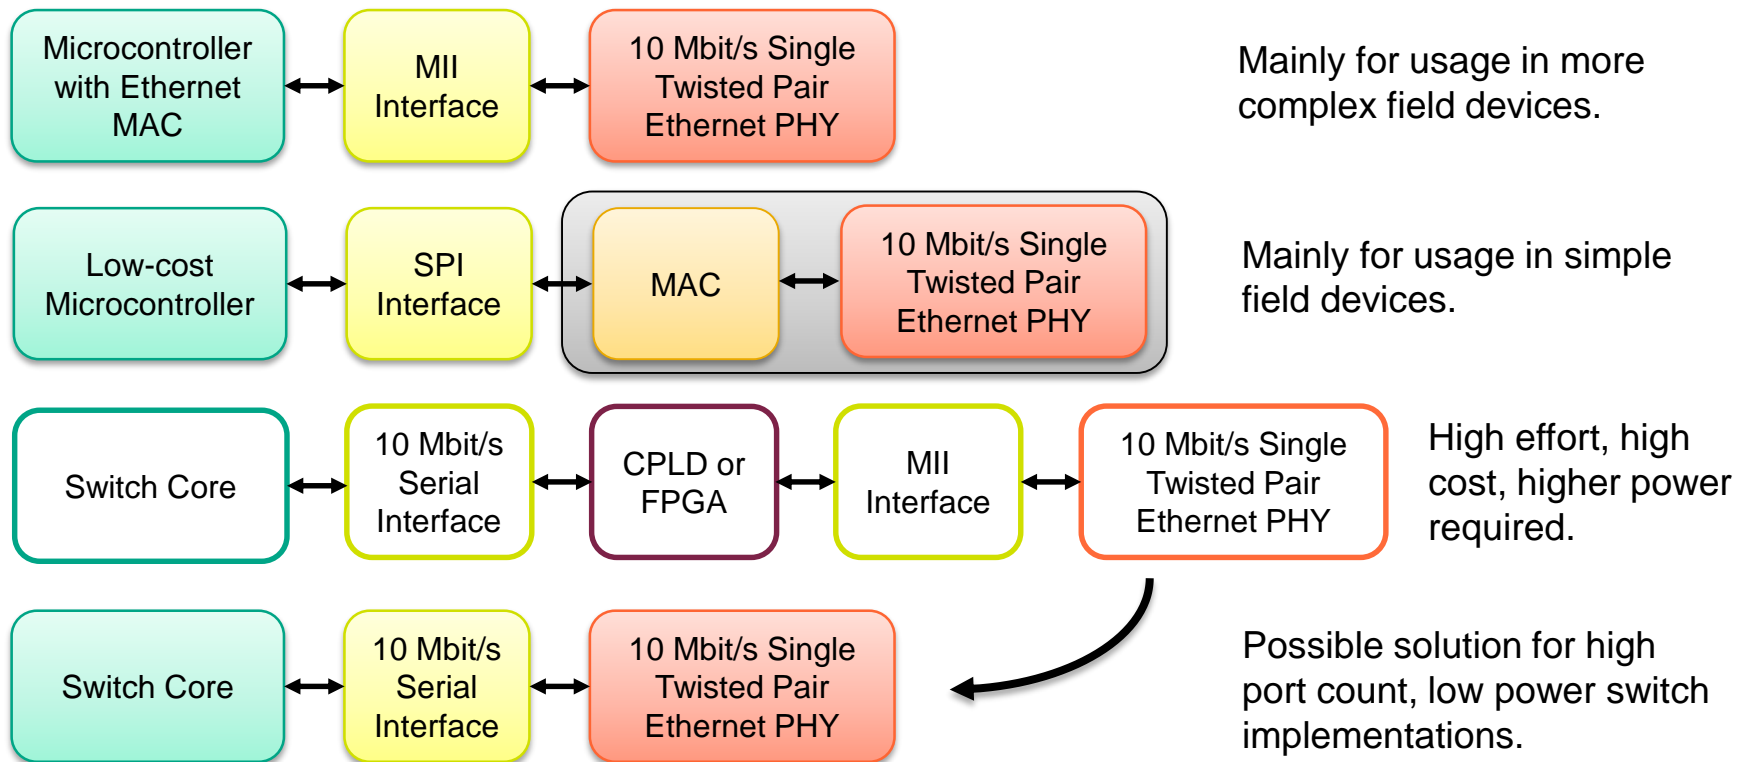 Microcontroller
with Ethernet
MAC
MII
Interface
10 Mbit/s Single
Twisted Pair
Ethernet PHY
Mainly for usage in more
complex field devices.
Low-cost
Microcontroller
SPI
Interface
MAC
10 Mbit/s Single
Twisted Pair
Ethernet PHY
Mainly for usage in simple
field devices.
Switch Core
10 Mbit/s
Serial
Interface
CPLD or
FPGA
MII
Interface
10 Mbit/s Single
Twisted Pair
Ethernet PHY
High effort, high
cost, higher power
required.
Switch Core
10 Mbit/s
Serial
Interface
10 Mbit/s Single
Twisted Pair
Ethernet PHY
Possible solution for high
port count, low power switch
implementations.